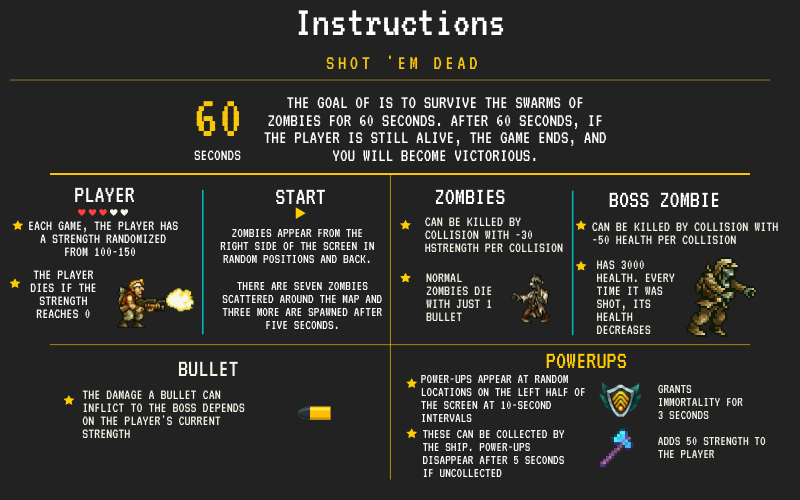 Instructions
SHOT 'EM DEAD
60
SECONDS
THE GOAL OF IS TO SURVIVE THE SWARMS OF
ZOMBIES FOR 60 SECONDS. AFTER 60 SECONDS, IF
THE PLAYER IS STILL ALIVE, THE GAME ENDS, AND
YOU WILL BECOME VICTORIOUS.
PLAYER
EACH GAME, THE PLAYER HAS
A STRENGTH RANDOMIZED
FROM 100-150
THE PLAYER
DIES IF THE
STRENGTH
REACHES 0
START
ZOMBIES APPEAR FROM THE
RIGHT SIDE OF THE SCREEN IN
RANDOM POSITIONS AND BACK.
THERE ARE SEVEN ZOMBIES
SCATTERED AROUND THE MAP AND
THREE MORE ARE SPAWNED AFTER
FIVE SECONDS.
ZOMBIES
CAN BE KILLED BY
COLLISION WITH -30
HSTRENGTH PER COLLISION
NORMAL
ZOMBIES DIE
WITH JUST 1
BULLET
BOSS ZOMBIE
CAN BE KILLED BY COLLISION WITH
-50 HEALTH PER COLLISION
HAS 3000
HEALTH. EVERY
TIME IT WAS
SHOT, ITS
HEALTH
DECREASES
BULLET
THE DAMAGE A BULLET CAN
INFLICT TO THE BOSS DEPENDS
ON THE PLAYER'S CURRENT
STRENGTH
POWERUPS
POWER-UPS APPEAR AT RANDOM
LOCATIONS ON THE LEFT HALF OF
THE SCREEN AT 10-SECOND
INTERVALS
THESE CAN BE COLLECTED BY
THE SHIP. POWER-UPS
DISAPPEAR AFTER 5 SECONDS
IF UNCOLLECTED
GRANTS
IMMORTALITY FOR
3 SECONDS
ADDS 50 STRENGTH TO
THE PLAYER